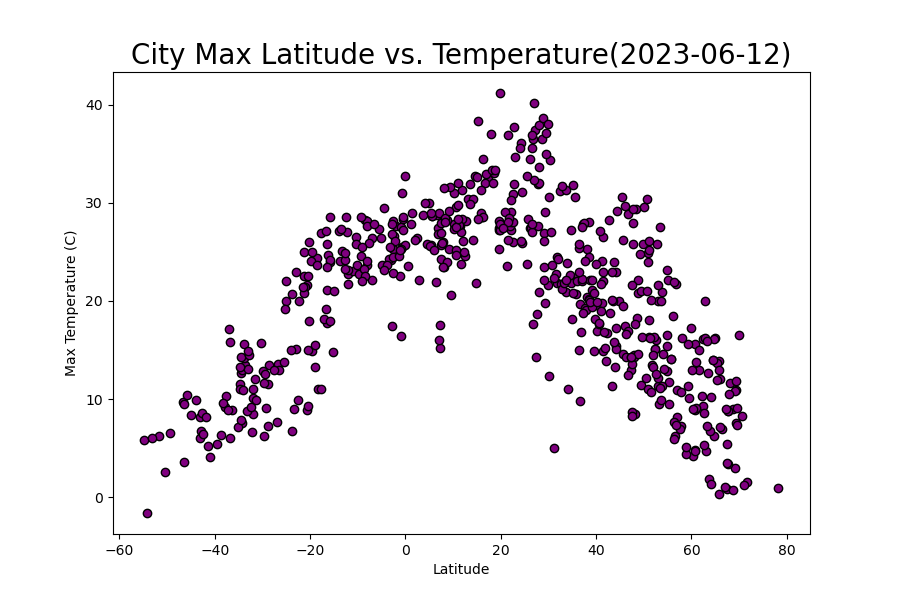 City Max Latitude vs. Temperature(2023-06-12)
Max Temperature (C)
40
30
20
10
0
−60 −40 −20 0 20 40 60 80
Latitude